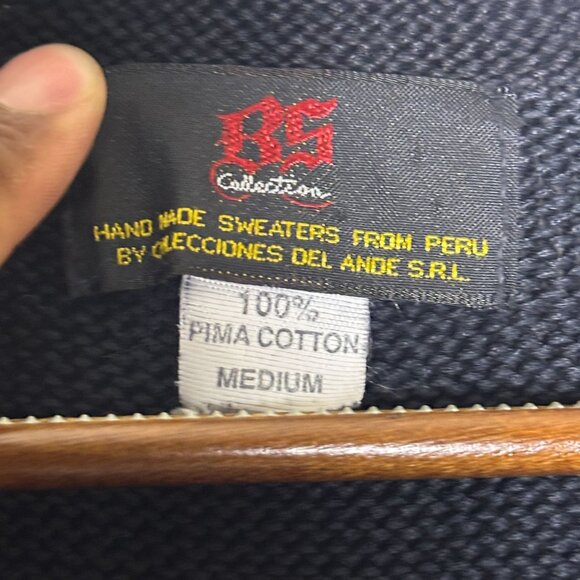 BS
Collection
HAND MADE SWEATERS FROM PERU
BY COLECCIONES DEL ANDE S.R.L.
100%
PIMA COTTON
MEDIUM